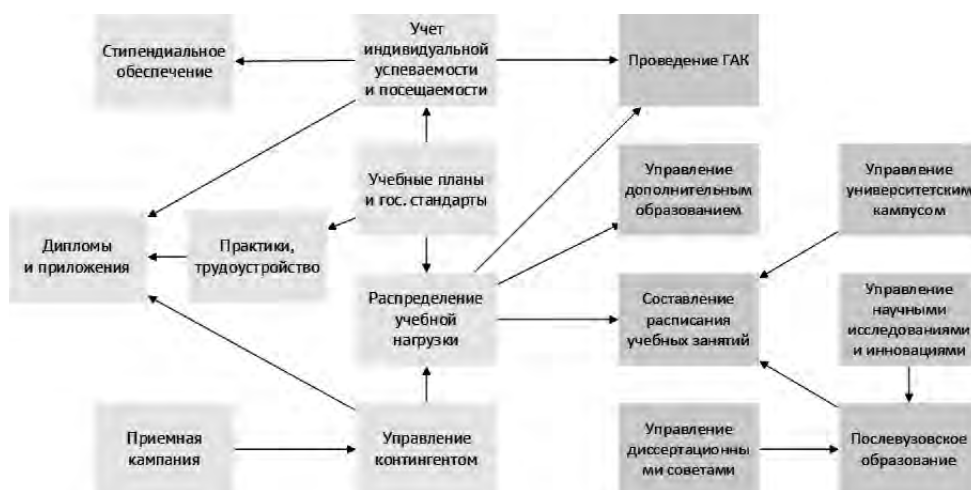 Стипендиальное
обеспечение
Учет
индивидуальной
успеваемости
и посещаемости
Проведение ГАК
Учебные планы
и гос. стандарты
Управление
дополнительным
образованием
Управление
университетским
кампусом
Дипломы
и приложения
Практики,
трудоустройство
Распределение
учебной
нагрузки
Составление
расписания
учебных занятий
Управление
научными
исследованиями
и инновациями
Приемная
кампания
Управление
контингентом
Управление
диссертационны
ми советами
Послевузовское
образование